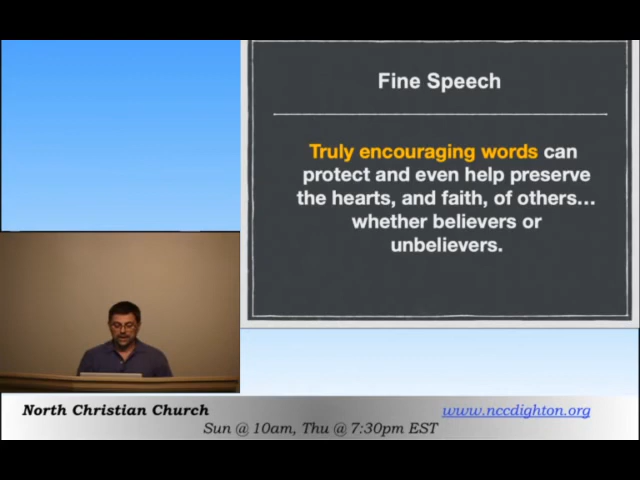 Fine Speech
Truly encouraging words can
protect and even help preserve
the hearts, and faith, of others...
whether believers or
unbelievers.
North Christian Church
www.nccdighton.org
Sun @ 10am, Thu @ 7:30pm EST